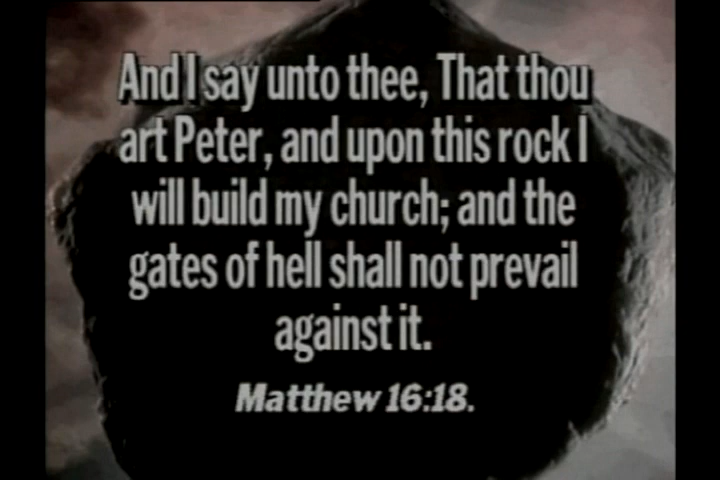 And I say unto thee, That thou
art Peter, and upon this rock I
will build my church; and the
gates of hell shall not prevail
against it.
Matthew 16:18.